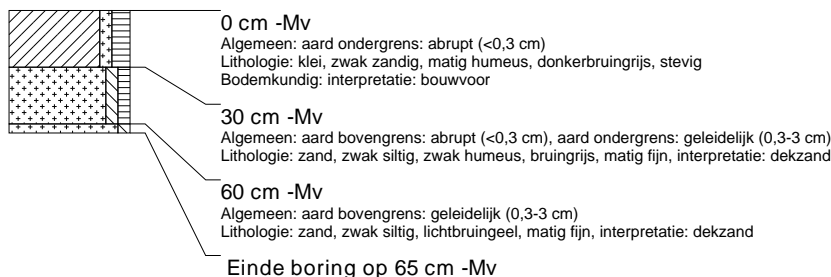 0 cm -Mv
Algemeen: aard ondergrens: abrupt (<0,3 cm)
Lithologie: klei, zwak zandig, matig humeus, donkerbruingrijs, stevig
Bodemkundig: interpretatie: bouwvoor
30 cm -Mv
Algemeen: aard bovengrens: abrupt (<0,3 cm), aard ondergrens: geleidelijk (0,3-3 cm)
Lithologie: zand, zwak siltig, zwak humeus, bruingrijs, matig fijn, interpretatie: dekzand
60 cm -Mv
Algemeen: aard bovengrens: geleidelijk (0,3-3 cm)
Lithologie: zand, zwak siltig, lichtbruingeel, matig fijn, interpretatie: dekzand
Einde boring op 65 cm -Mv